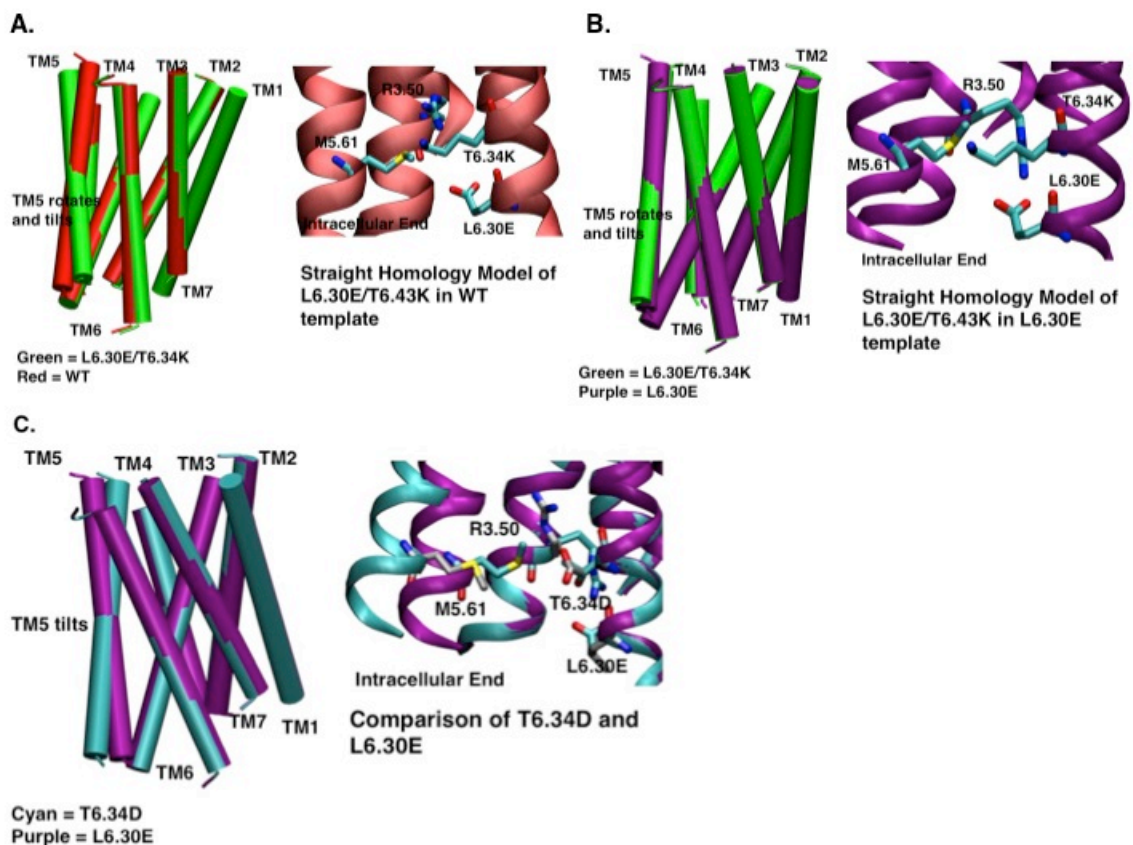 A.
TM5
TM4
TM3
TM2
TM1
TM5 rotates
and tilts
TM7
TM6
Green = L6.30E/T6.34K
Red = WT
R3.50
M5.61
T6.34K
Intracellular End
L6.30E
Straight Homology Model of
L6.30E/T6.43K in WT
template
B.
TM5
TM4
TM3
TM2
TM5 rotates
and tilts
TM7
TM6
TM1
Green = L6.30E/T6.34K
Purple = L6.30E
R3.50
T6.34K
M5.61
L6.30E
Intracellular End
Straight Homology Model of
L6.30E/T6.43K in L6.30E
template
C.
TM5
TM4
TM3
TM2
TM5 tilts
TM7
TM1
TM6
Cyan = T6.34D
Purple = L6.30E
R3.50
M5.61
T6.34D
L6.30E
Intracellular End
Comparison of T6.34D and
L6.30E